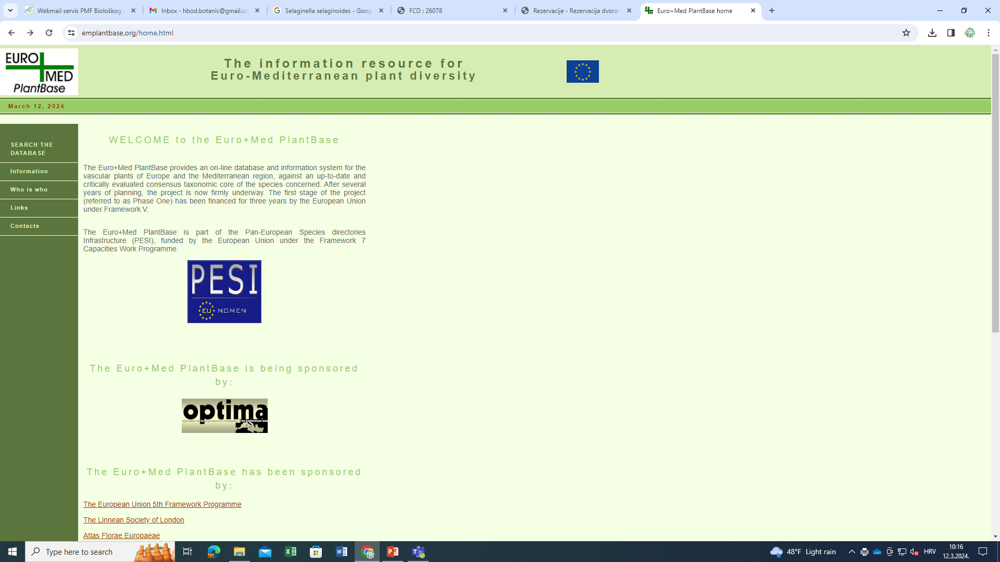 Webmail servis PMF Biološkog
Inbox - hbod.botanic@gmail.co
Selaginella selaginoides - Goog
FCD : 26078
Rezervacije - Rezervacija dvoran
Euro+Med PlantBase home
emplantbase.org/home.html
EURO
MED
PlantBase
The information resource for
Euro-Mediterranean plant diversity
March 12, 2024
SEARCH THE
DATABASE
Information
Who is who
Links
Contacts
WELCOME to the Euro+Med PlantBase
The Euro+Med PlantBase provides an on-line database and information system for the
vascular plants of Europe and the Mediterranean region, against an up-to-date and
critically evaluated consensus taxonomic core of the species concerned. After several
years of planning, the project is now firmly underway. The first stage of the project
(referred to as Phase One) has been financed for three years by the European Union
under Framework V.
The Euro+Med PlantBase is part of the Pan-European Species directories
Infrastructure (PESI), funded by the European Union under the Framework 7
Capacities Work Programme.
PESI
EU-NOMEN
The Euro+Med PlantBase is being sponsored
by:
optima
organization for the phyto-taxonomic investigation of the mediterranean area
The Euro+Med PlantBase has been sponsored
by:
The European Union 5th Framework Programme
The Linnean Society of London
Atlas Florae Europaeae
Type here to search
48°F Light rain
HRV
10:16
12.3.2024.